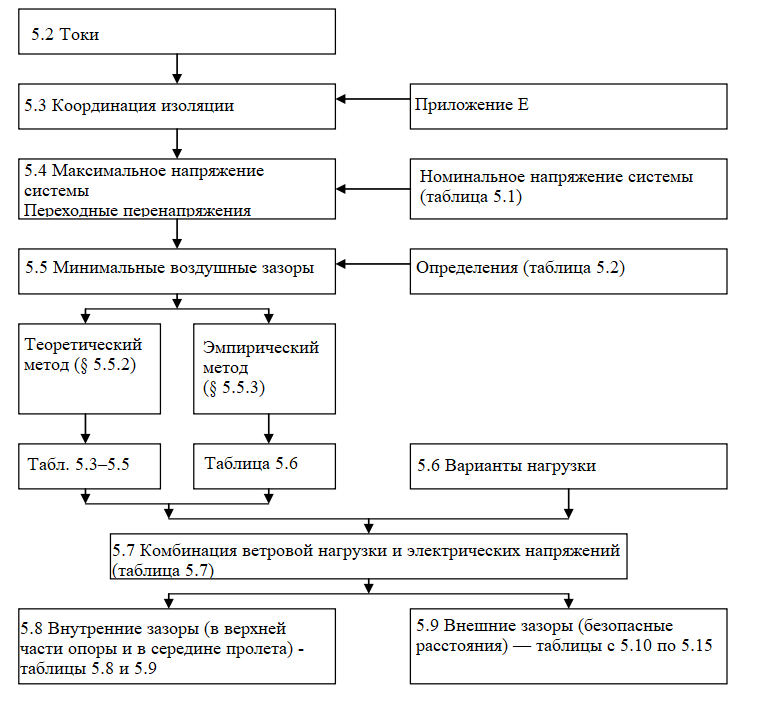 5.2 Токи
5.3 Координация изоляции
Приложение Е
5.4 Максимальное напряжение
системы
Переходные перенапряжения
Номинальное напряжение системы
(таблица 5.1)
5.5 Минимальные воздушные зазоры
Определения (таблица 5.2)
Теоретический
метод (§ 5.5.2)
Эмпирический
метод
(§ 5.5.3)
Табл. 5.3–5.5
Таблица 5.6
5.6 Варианты нагрузки
5.7 Комбинация ветровой нагрузки и электрических напряжений
(таблица 5.7)
5.8 Внутренние зазоры (в верхней
части опоры и в середине пролета) -
таблицы 5.8 и 5.9
5.9 Внешние зазоры (безопасные
расстояния) — таблицы с 5.10 по 5.15